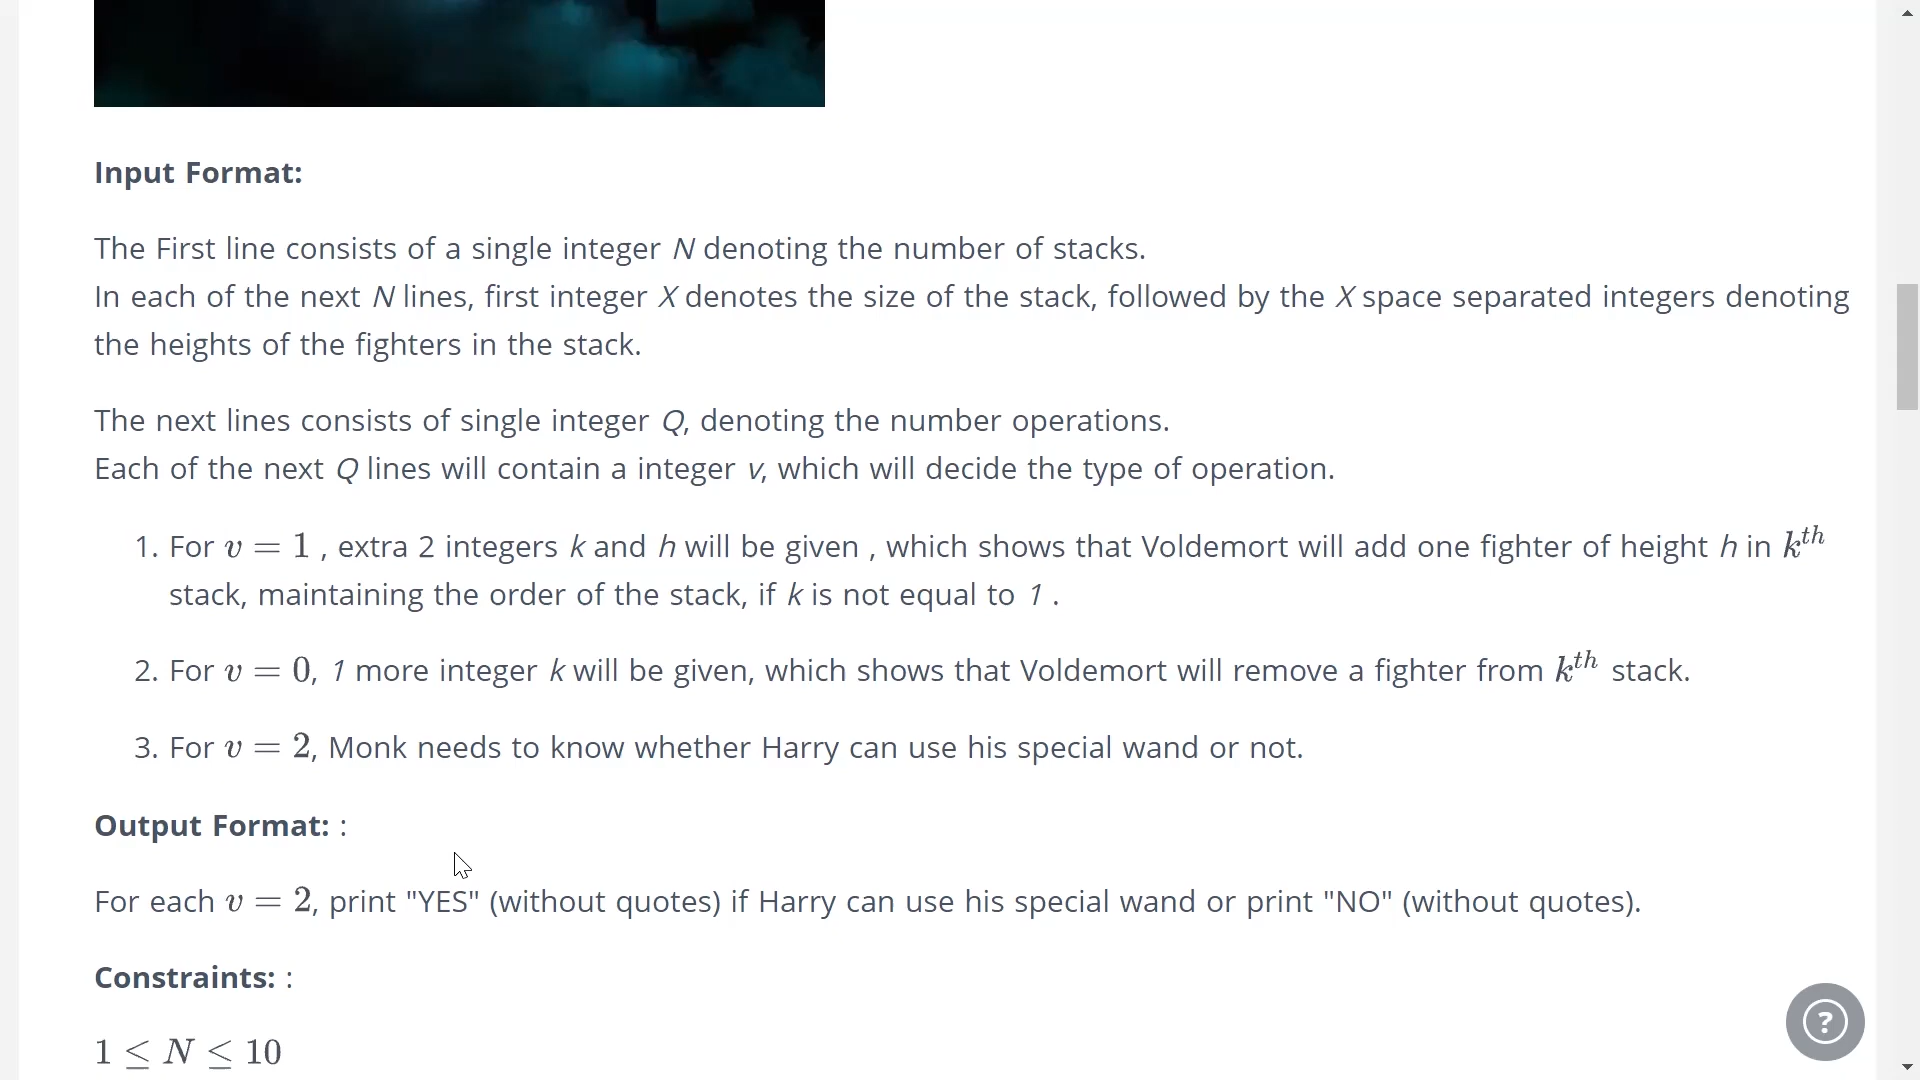 Input Format:
The First line consists of a single integer N denoting the number of stacks.
In each of the next N lines, first integer X denotes the size of the stack, followed by the X space separated integers denoting
the heights of the fighters in the stack.
The next lines consists of single integer Q, denoting the number operations.
Each of the next Q lines will contain a integer v, which will decide the type of operation.
1. For v = 1 , extra 2 integers k and h will be given , which shows that Voldemort will add one fighter of height h in k^th
stack, maintaining the order of the stack, if k is not equal to 1 .
2. For v = 0, 1 more integer k will be given, which shows that Voldemort will remove a fighter from k^th stack.
3. For v = 2, Monk needs to know whether Harry can use his special wand or not.
Output Format: :
For each v = 2, print "YES" (without quotes) if Harry can use his special wand or print "NO" (without quotes).
Constraints: :
1 ≤ N ≤ 10
?